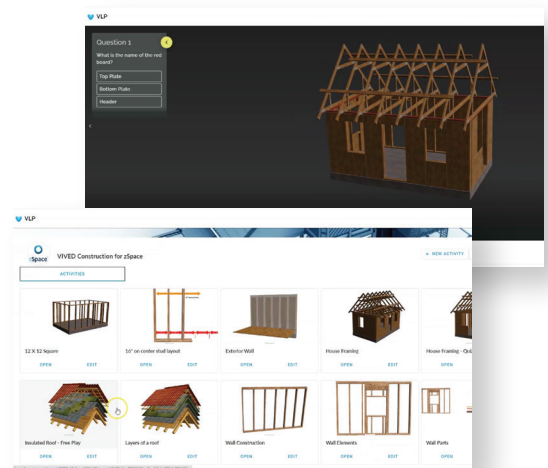 VLP
Question 1
What is the name of the red
board?
Top Plate
Bottom Plate
Header
VLP
zSpace
VIVED Construction for zSpace
+ NEW ACTIVITY
ACTIVITIES
12 X 12 Square
16" on center stud layout
Exterior Wall
House Framing
House Framing - Qui
OPEN EDIT OPEN EDIT OPEN EDIT OPEN EDIT OPEN
Insulated Roof - Free Play
Layers of a roof
Wall Construction
Wall Elements
Wall Parts
OPEN EDIT OPEN EDIT OPEN EDIT OPEN EDIT OPEN